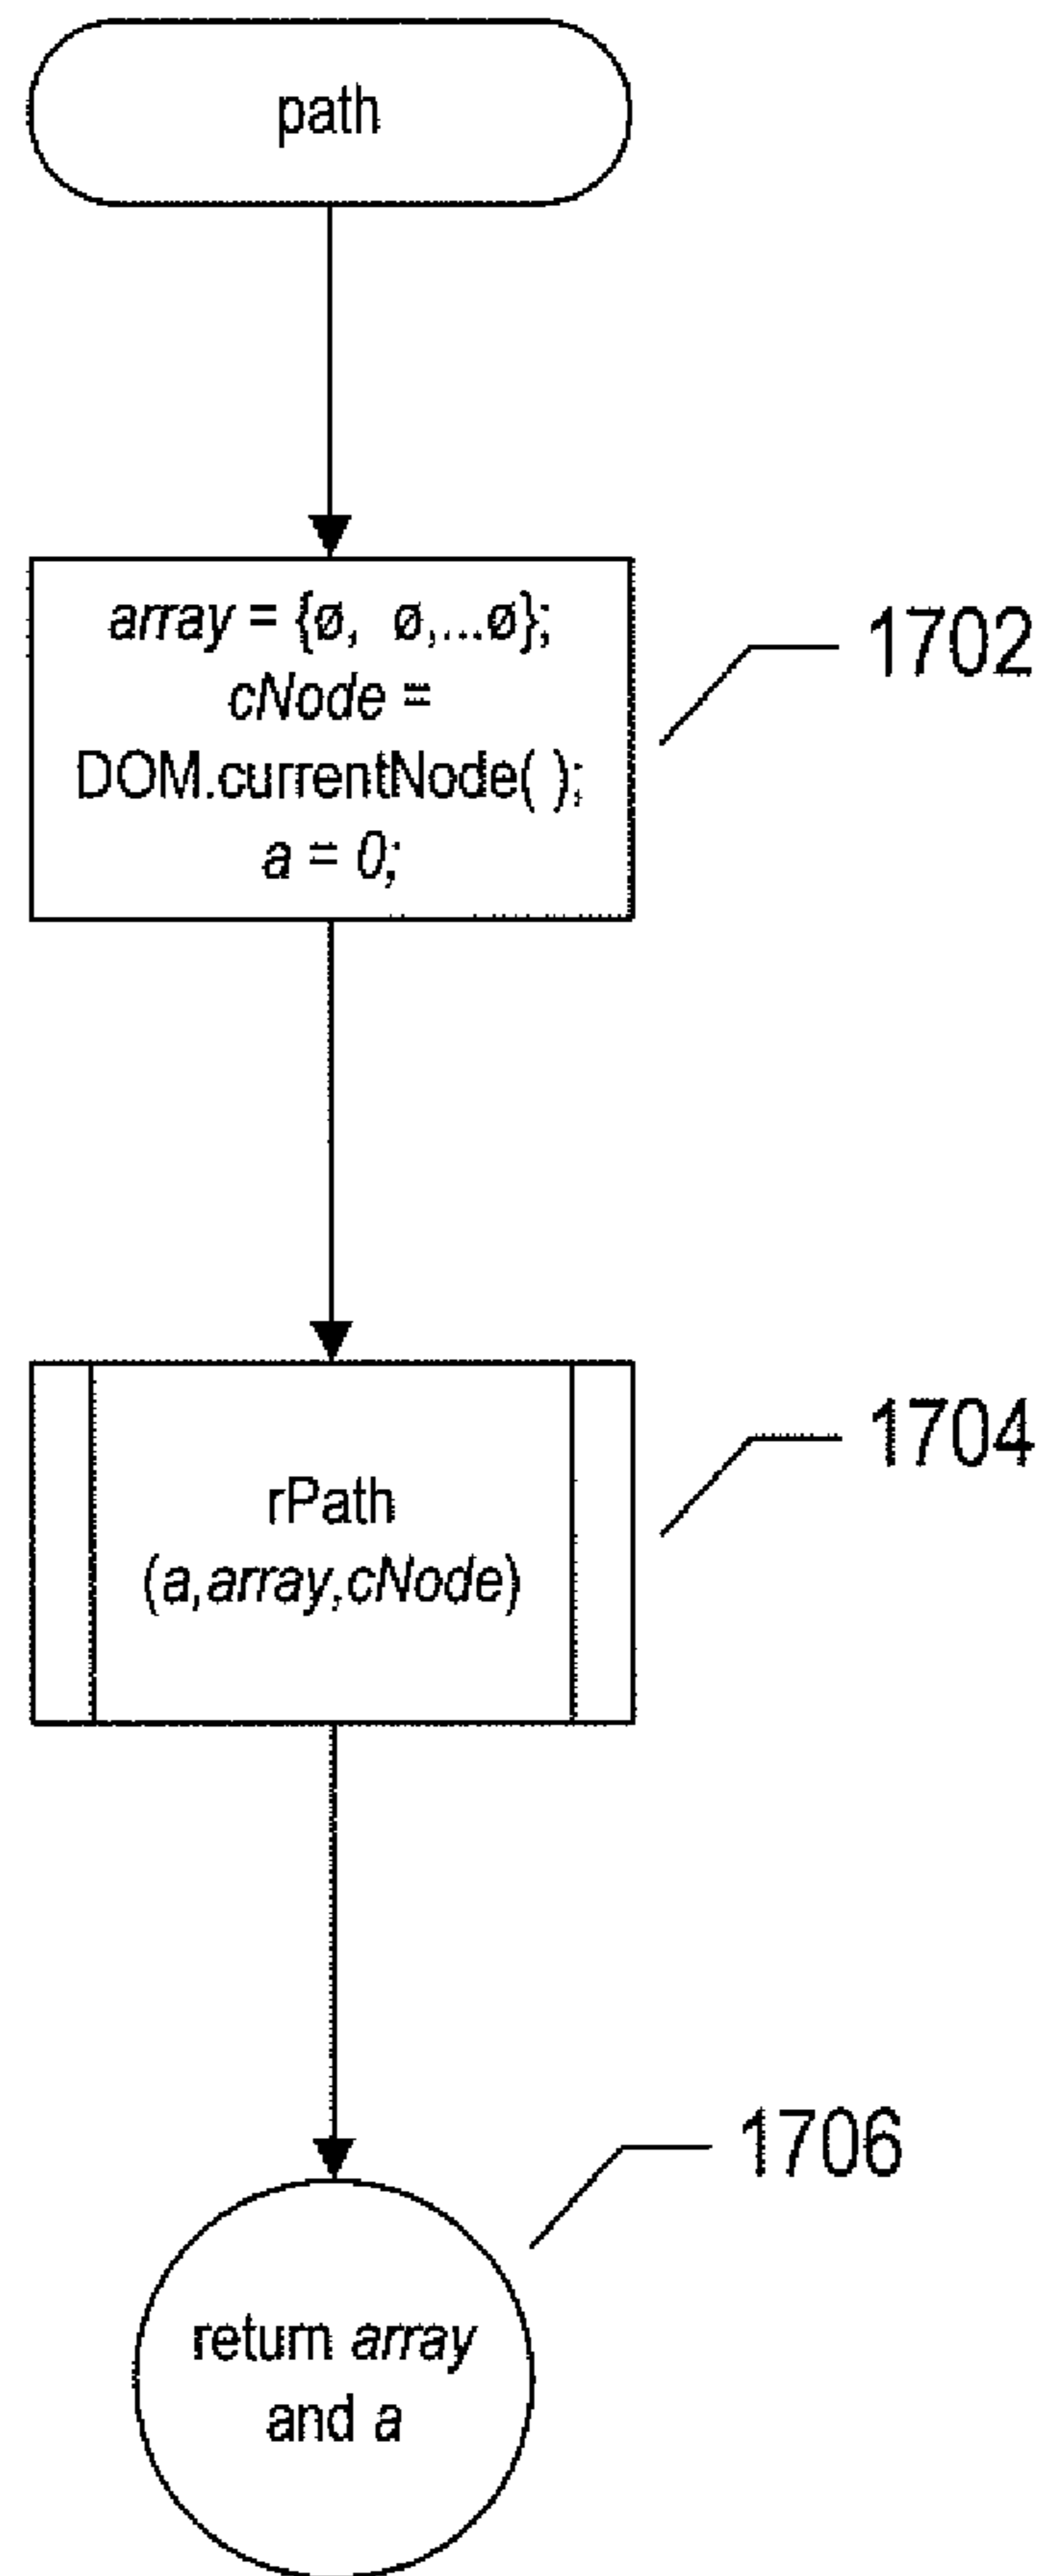 path
array = {ø, ø,...ø};
cNode =
DOM.currentNode( );
a = 0;
1702
rPath
(a,array,cNode)
1704
return array
and a
1706